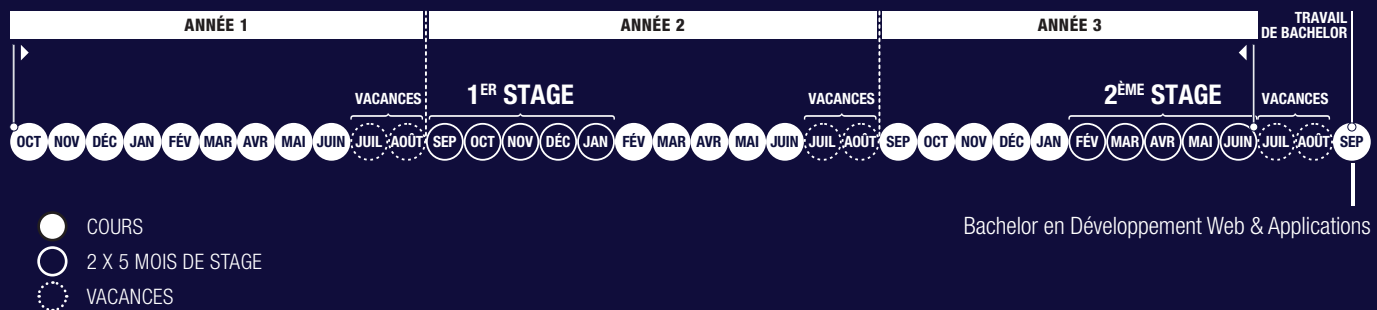 ANNÉE 1 ANNÉE 2 ANNÉE 3 TRAVAIL
DE BACHELOR
VACANCES 1ER STAGE VACANCES 2ÈME STAGE VACANCES
OCT NOV DÉC JAN FÉV MAR AVR MAI JUIN JUIL AOÛT SEP OCT NOV DÉC JAN FÉV MAR AVR MAI JUIN JUIL AOÛT SEP OCT NOV DÉC JAN FÉV MAR AVR MAI JUIN JUIL AOÛT SEP
COURS
2 X 5 MOIS DE STAGE
VACANCES
Bachelor en Développement Web & Applications